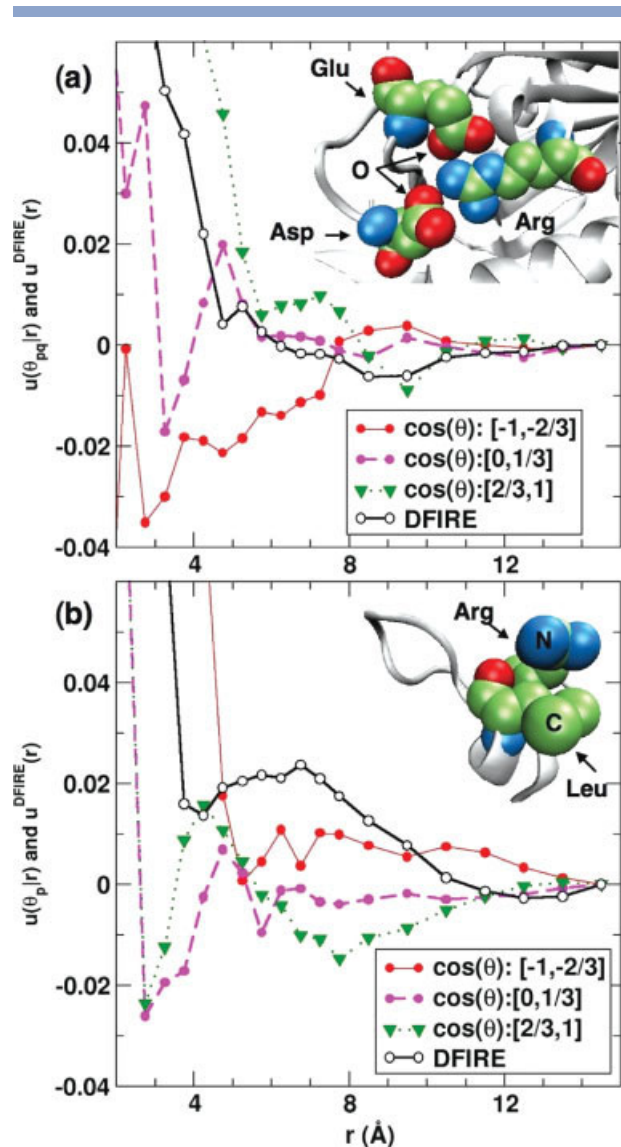 (a)
Glu
O
Asp
Arg
u(θpq|r) and u^DFIRE(r)
0.04
0.02
0
-0.02
-0.04
cos(θ): [-1,-2/3]
cos(θ):[0,1/3]
cos(θ):[2/3,1]
DFIRE
4 8 12
(b)
Arg
N
C
Leu
u(θp|r) and u^DFIRE(r)
0.04
0.02
0
-0.02
-0.04
cos(θ): [-1,-2/3]
cos(θ):[0,1/3]
cos(θ):[2/3,1]
DFIRE
4 8 12
r (Å)